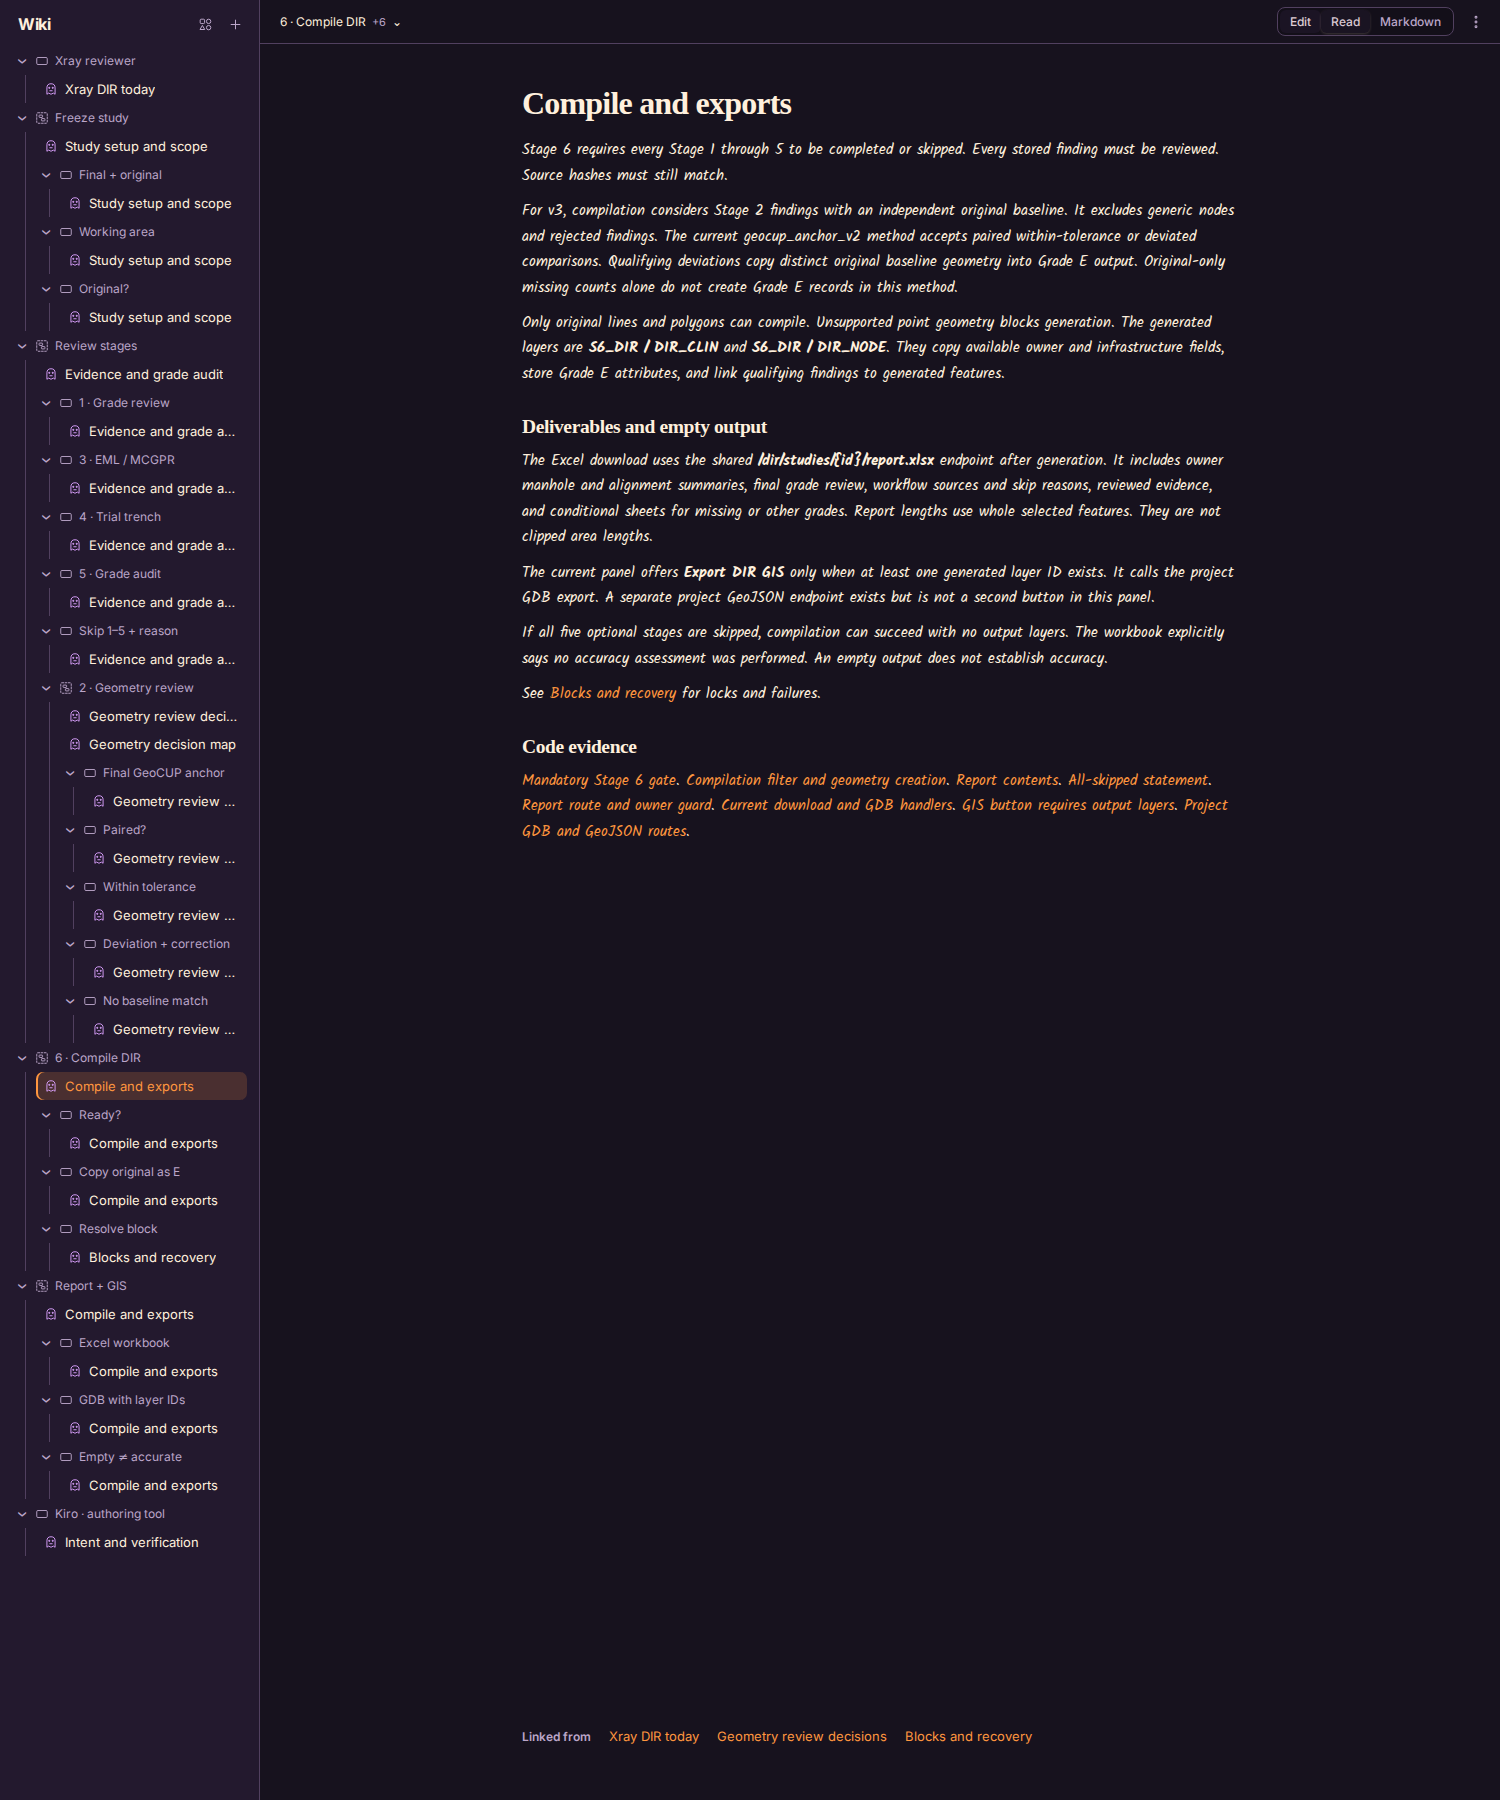 Wiki
Xray reviewer
Xray DIR today
Freeze study
Study setup and scope
Final + original
Study setup and scope
Working area
Study setup and scope
Original?
Study setup and scope
Review stages
Evidence and grade audit
1 · Grade review
Evidence and grade a...
3 · EML / MCGPR
Evidence and grade a...
4 · Trial trench
Evidence and grade a...
5 · Grade audit
Evidence and grade a...
Skip 1–5 + reason
Evidence and grade a...
2 · Geometry review
Geometry review deci...
Geometry decision map
Final GeoCUP anchor
Geometry review ...
Paired?
Geometry review ...
Within tolerance
Geometry review ...
Deviation + correction
Geometry review ...
No baseline match
Geometry review ...
6 · Compile DIR
Compile and exports
Ready?
Compile and exports
Copy original as E
Compile and exports
Resolve block
Blocks and recovery
Report + GIS
Compile and exports
Excel workbook
Compile and exports
GDB with layer IDs
Compile and exports
Empty ≠ accurate
Compile and exports
Kiro · authoring tool
Intent and verification
6 · Compile DIR +6
Edit Read Markdown
Compile and exports
Stage 6 requires every Stage 1 through 5 to be completed or skipped. Every stored finding must be reviewed.
Source hashes must still match.
For v3, compilation considers Stage 2 findings with an independent original baseline. It excludes generic nodes
and rejected findings. The current geocup_anchor_v2 method accepts paired within-tolerance or deviated
comparisons. Qualifying deviations copy distinct original baseline geometry into Grade E output. Original-only
missing counts alone do not create Grade E records in this method.
Only original lines and polygons can compile. Unsupported point geometry blocks generation. The generated
layers are S6_DIR / DIR_CLIN and S6_DIR / DIR_NODE. They copy available owner and infrastructure fields,
store Grade E attributes, and link qualifying findings to generated features.
Deliverables and empty output
The Excel download uses the shared /dir/studies/{id}/report.xlsx endpoint after generation. It includes owner
manhole and alignment summaries, final grade review, workflow sources and skip reasons, reviewed evidence,
and conditional sheets for missing or other grades. Report lengths use whole selected features. They are not
clipped area lengths.
The current panel offers Export DIR GIS only when at least one generated layer ID exists. It calls the project
GDB export. A separate project GeoJSON endpoint exists but is not a second button in this panel.
If all five optional stages are skipped, compilation can succeed with no output layers. The workbook explicitly
says no accuracy assessment was performed. An empty output does not establish accuracy.
See Blocks and recovery for locks and failures.
Code evidence
Mandatory Stage 6 gate. Compilation filter and geometry creation. Report contents. All-skipped statement.
Report route and owner guard. Current download and GDB handlers. GIS button requires output layers. Project
GDB and GeoJSON routes.
Linked from Xray DIR today Geometry review decisions Blocks and recovery